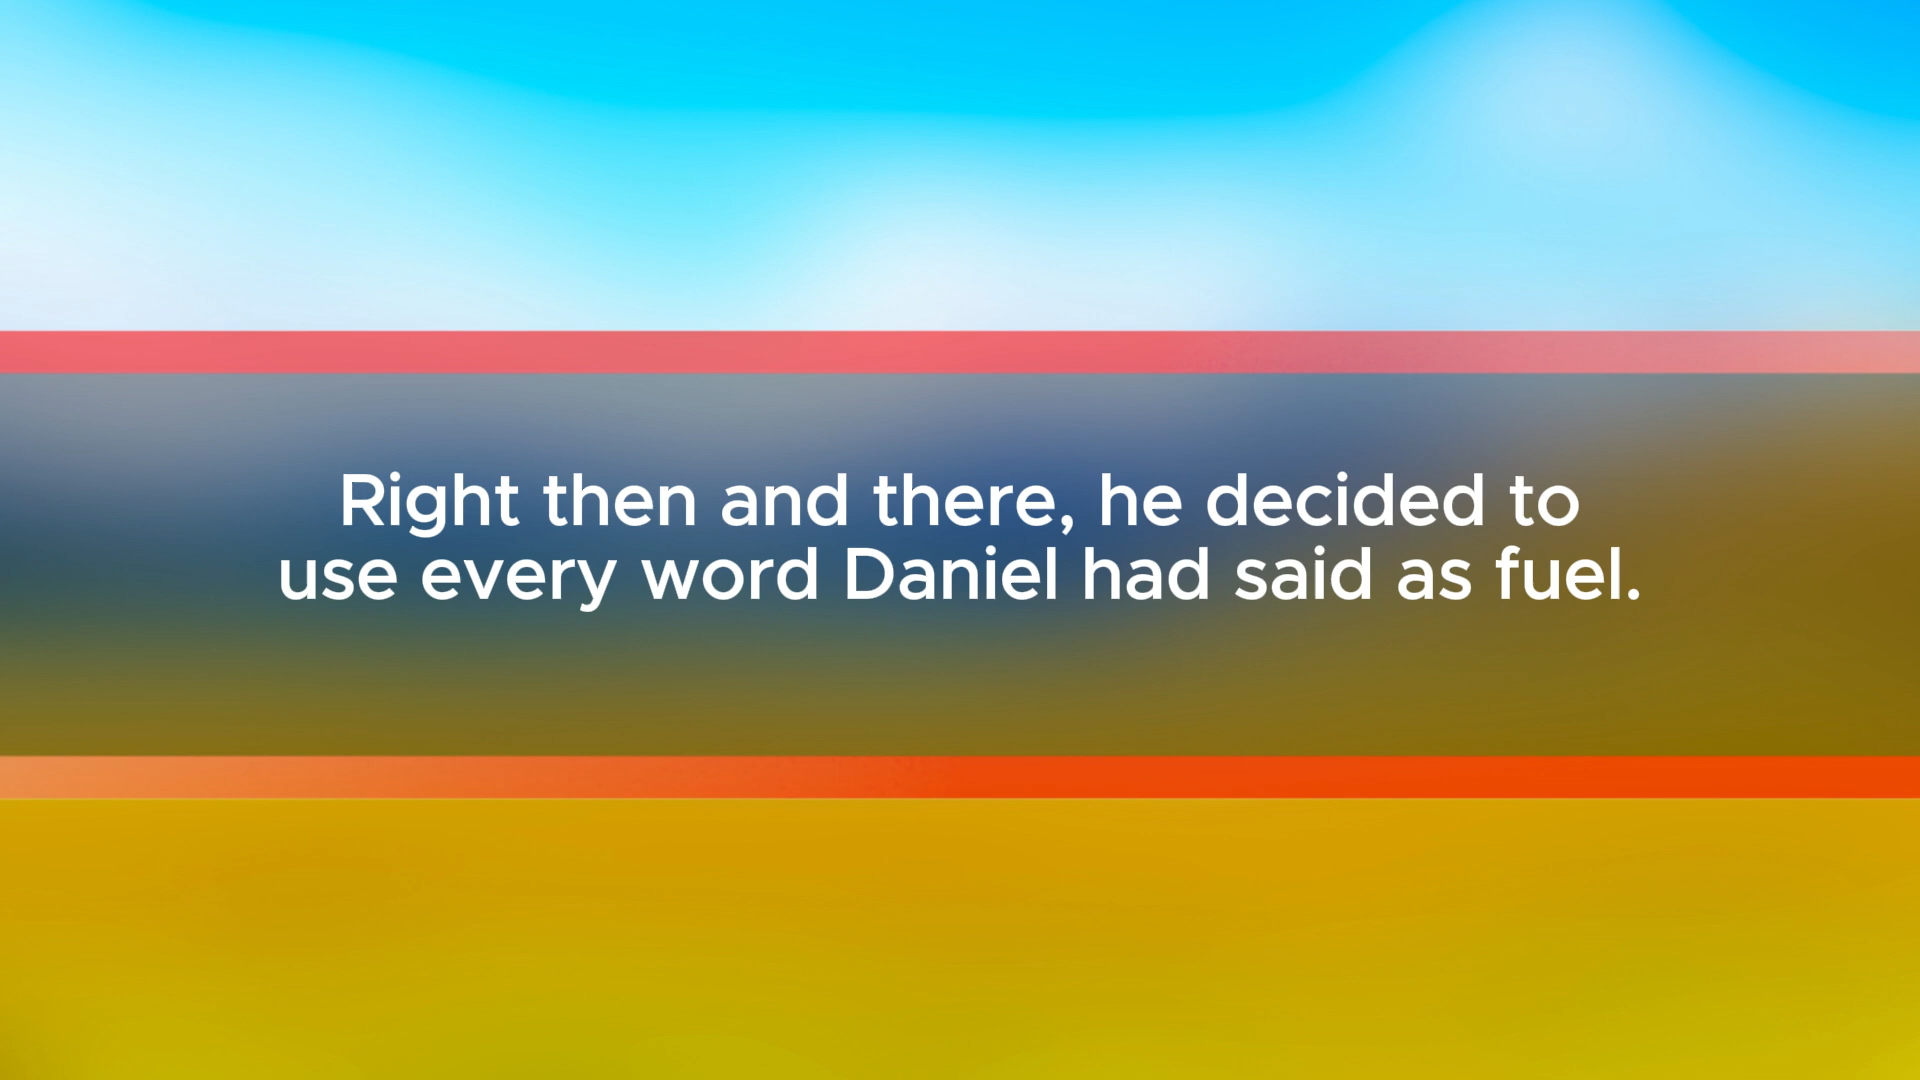 Right then and there, he decided to
use every word Daniel had said as fuel.